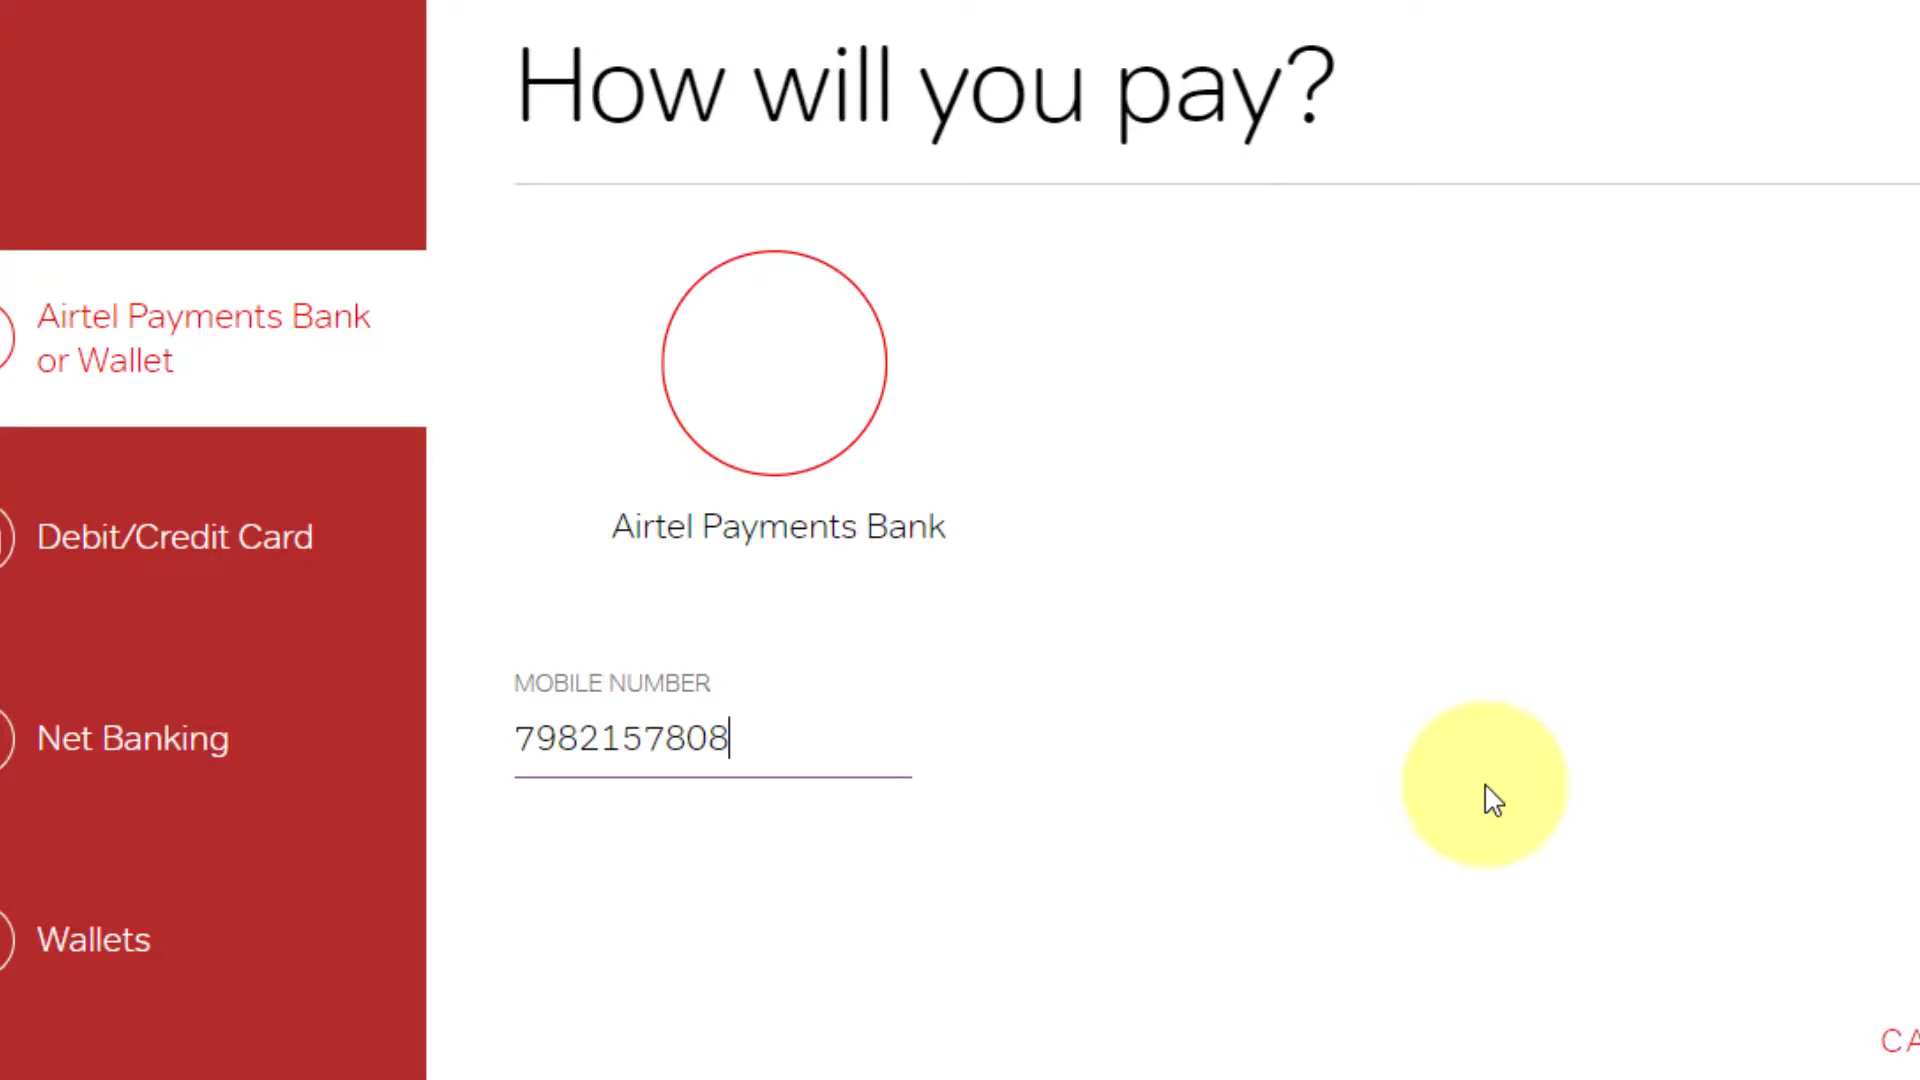 How will you pay?
Airtel Payments Bank
or Wallet
Debit/Credit Card
Net Banking
Wallets
Airtel Payments Bank
MOBILE NUMBER
7982157808
CA